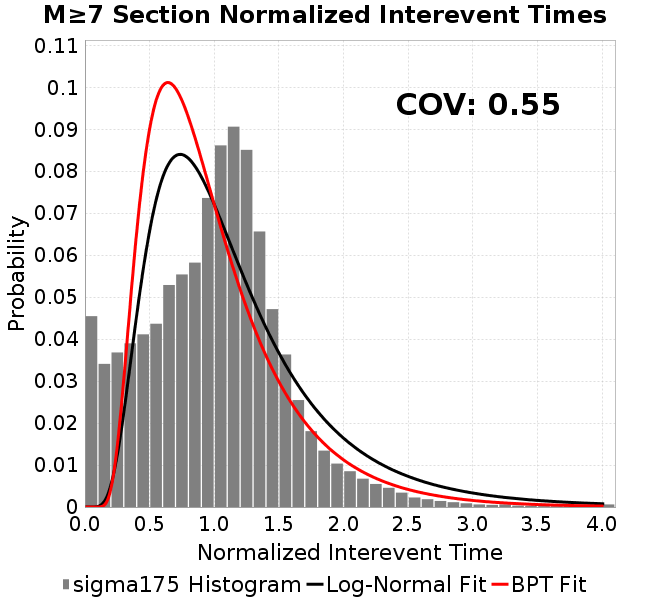 M≥7 Section Normalized Interevent Times
COV: 0.55
Probability
0.11
0.1
0.09
0.08
0.07
0.06
0.05
0.04
0.03
0.02
0.01
0
0.0 0.5 1.0 1.5 2.0 2.5 3.0 3.5 4.0
Normalized Interevent Time
sigma175 Histogram Log-Normal Fit BPT Fit